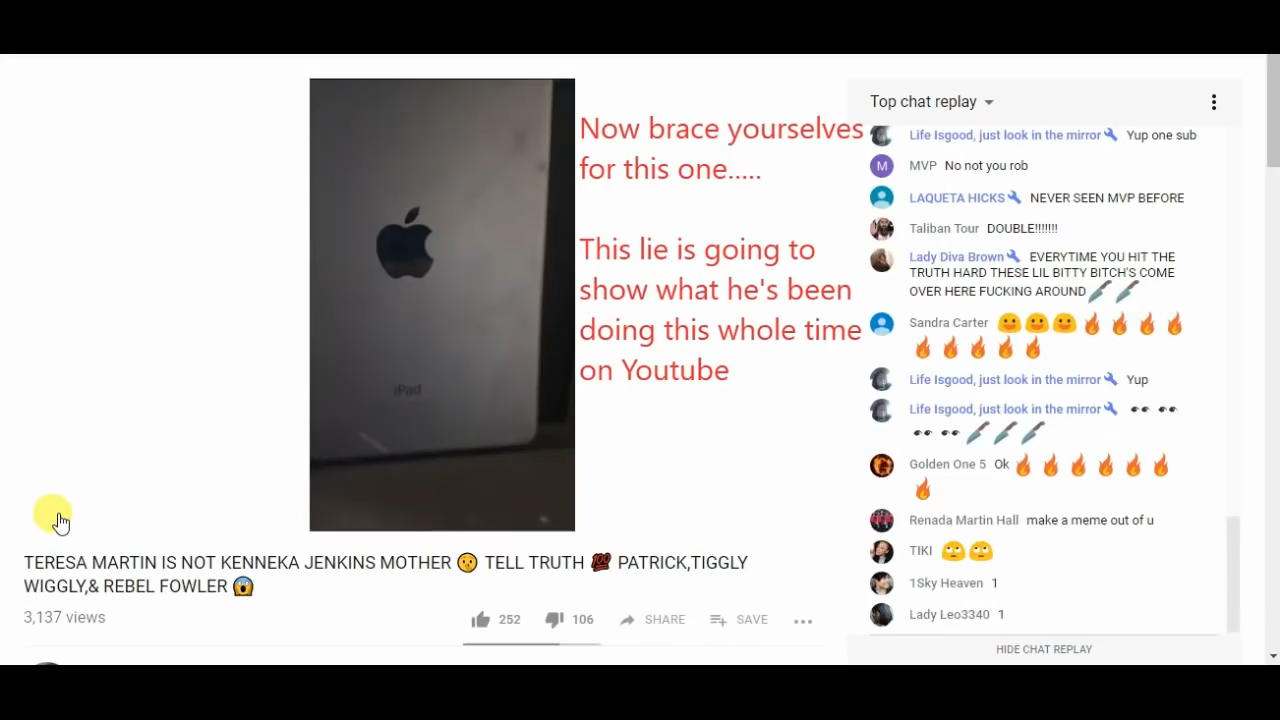 Now brace yourselves
for this one.....
This lie is going to
show what he's been
doing this whole time
on Youtube
iPad
TERESA MARTIN IS NOT KENNEKA JENKINS MOTHER 🤫 TELL TRUTH 💯 PATRICK,TIGGLY
WIGGLY,& REBEL FOWLER 😱
3,137 views
252
106
SHARE
SAVE
Top chat replay
Life Isgood, just look in the mirror🔧 Yup one sub
M MVP No not you rob
LAQUETA HICKS🔧 NEVER SEEN MVP BEFORE
Taliban Tour DOUBLE!!!!!!!
Lady Diva Brown🔧 EVERYTIME YOU HIT THE
TRUTH HARD THESE LIL BITTY BITCH'S COME
OVER HERE FUCKING AROUND🔪🔪
Sandra Carter 😃😃😃🔥🔥🔥🔥
🔥🔥🔥🔥🔥
Life Isgood, just look in the mirror🔧 Yup
Life Isgood, just look in the mirror🔧 👀👀
👀👀🔪🔪🔪
Golden One 5 Ok🔥🔥🔥🔥🔥🔥
🔥
Renada Martin Hall make a meme out of u
TIKI 🙄🙄
1Sky Heaven 1
Lady Leo3340 1
HIDE CHAT REPLAY